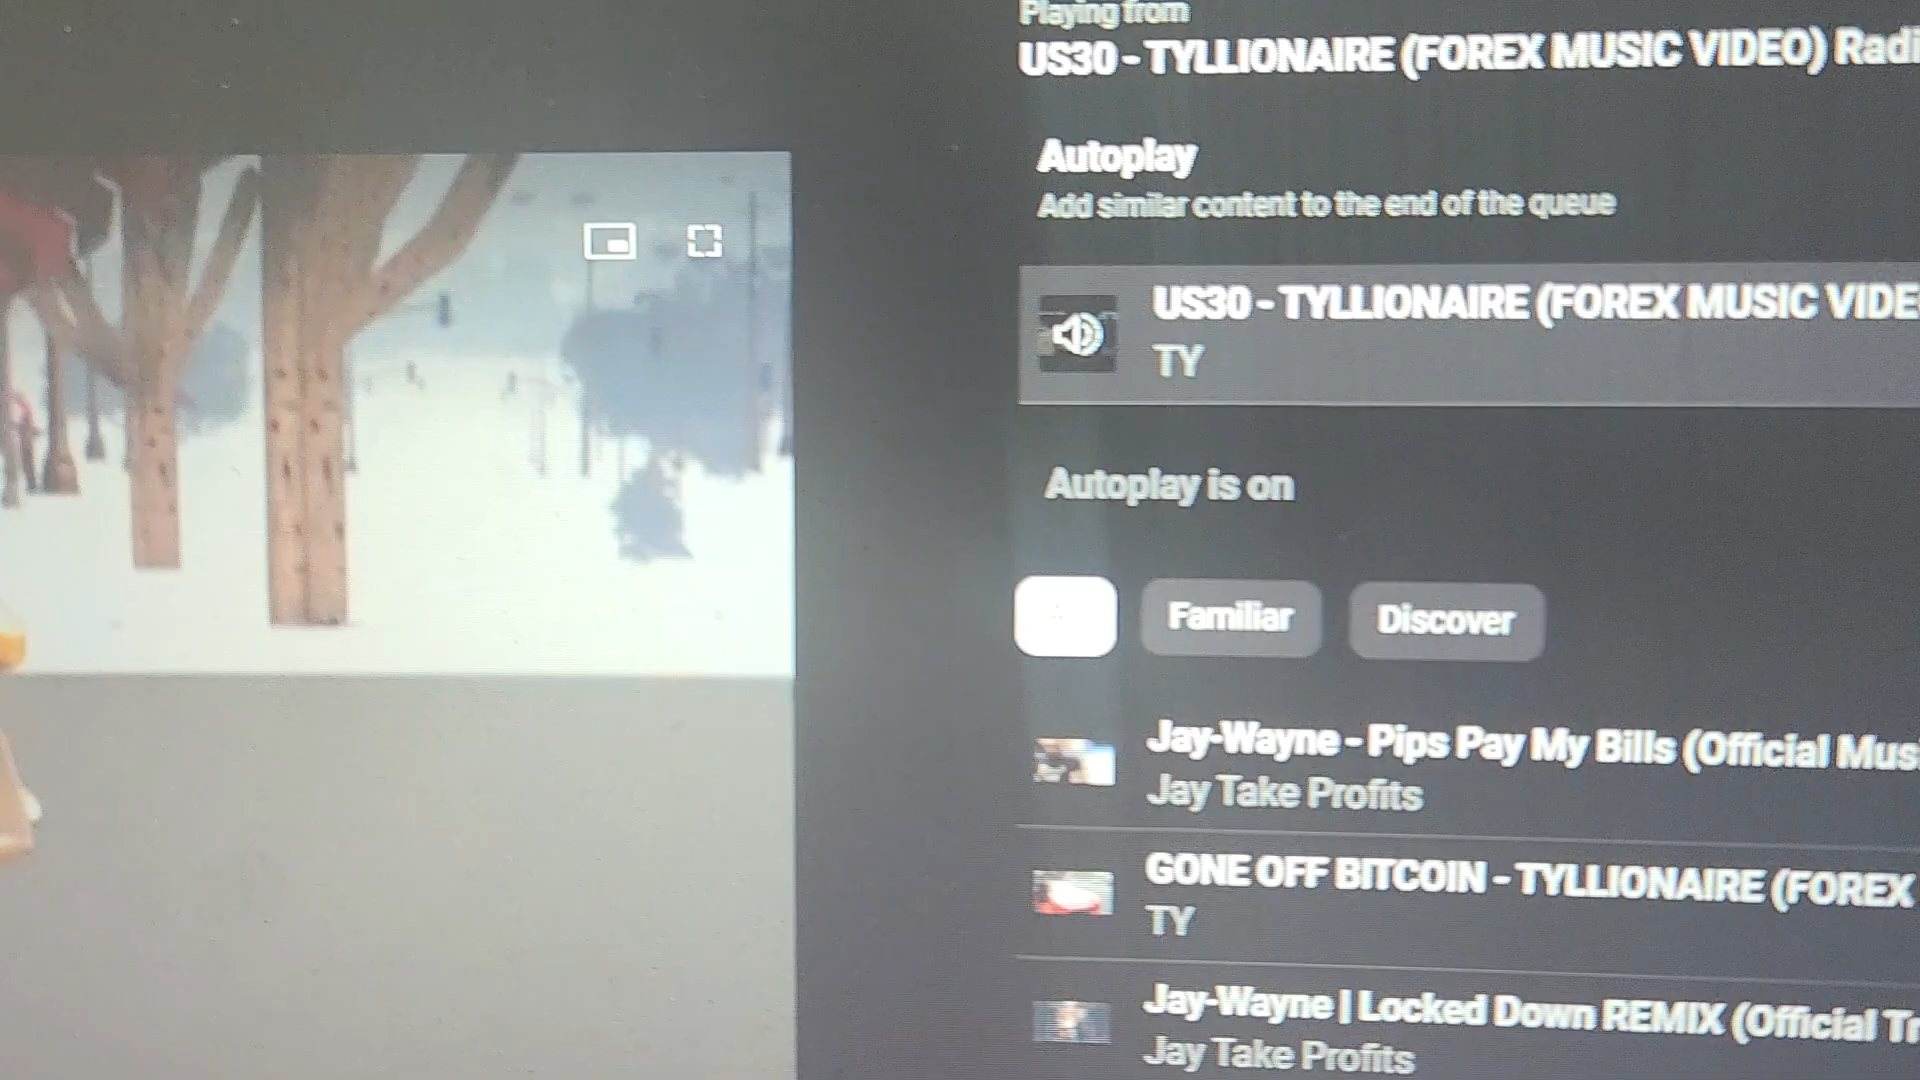 Playing from
US30 - TYLLIONAIRE (FOREX MUSIC VIDEO) Radi
Autoplay
Add similar content to the end of the queue
US30 - TYLLIONAIRE (FOREX MUSIC VIDE
TY
Autoplay is on
Familiar
Discover
Jay-Wayne - Pips Pay My Bills (Official Mus
Jay Take Profits
GONE OFF BITCOIN - TYLLIONAIRE (FOREX
TY
Jay-Wayne | Locked Down REMIX (Official Tr
Jay Take Profits